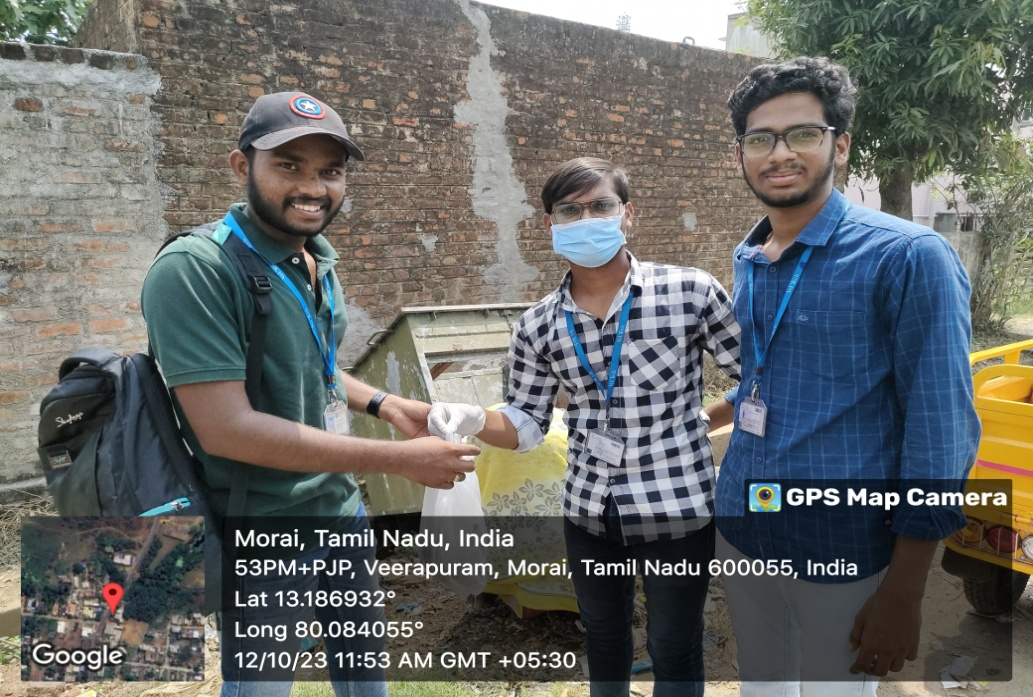 Skybags
GPS Map Camera
Morai, Tamil Nadu, India
53PM+PJP, Veerapuram, Morai, Tamil Nadu 600055, India
Lat 13.186932°
Long 80.084055°
12/10/23 11:53 AM GMT +05:30
Google